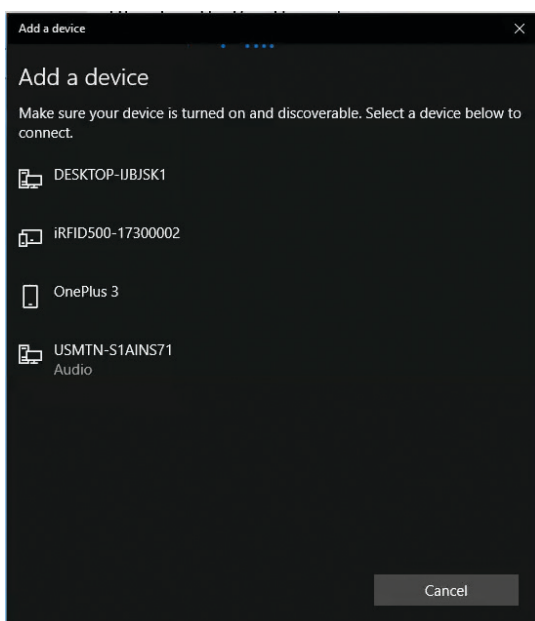 Add a device
Add a device
Make sure your device is turned on and discoverable. Select a device below to
connect.
DESKTOP-IJBJSK1
iRFID500-17300002
OnePlus 3
USMTN-S1AINS71
Audio
Cancel